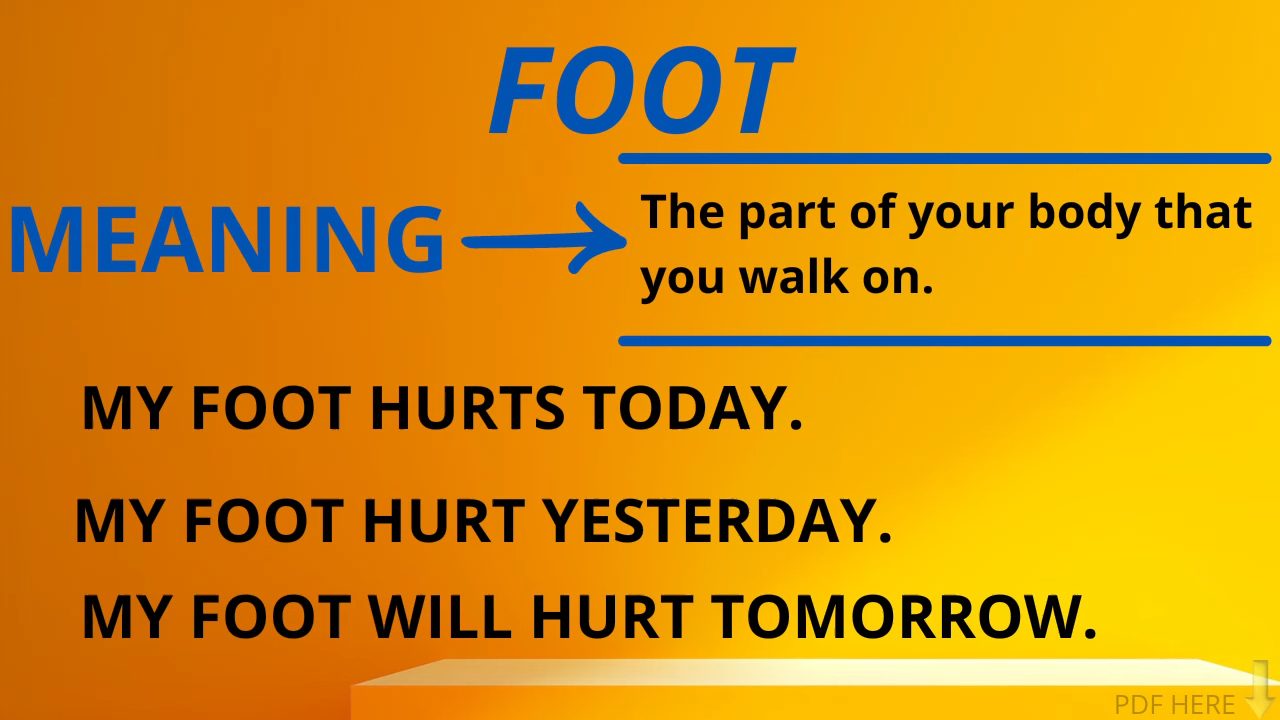 FOOT
MEANING
The part of your body that
you walk on.
MY FOOT HURTS TODAY.
MY FOOT HURT YESTERDAY.
MY FOOT WILL HURT TOMORROW.
PDF HERE